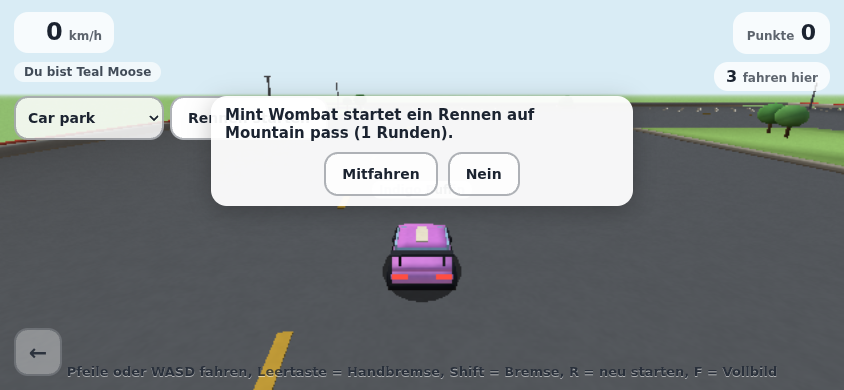 0 km/h
Punkte 0
Du bist Teal Moose
3 fahren hier
Car park
Mint Wombat startet ein Rennen auf
Mountain pass (1 Runden).
Mitfahren
Nein
←
Pfeile oder WASD fahren, Leertaste = Handbremse, Shift = Bremse, R = neu starten, F = Vollbild